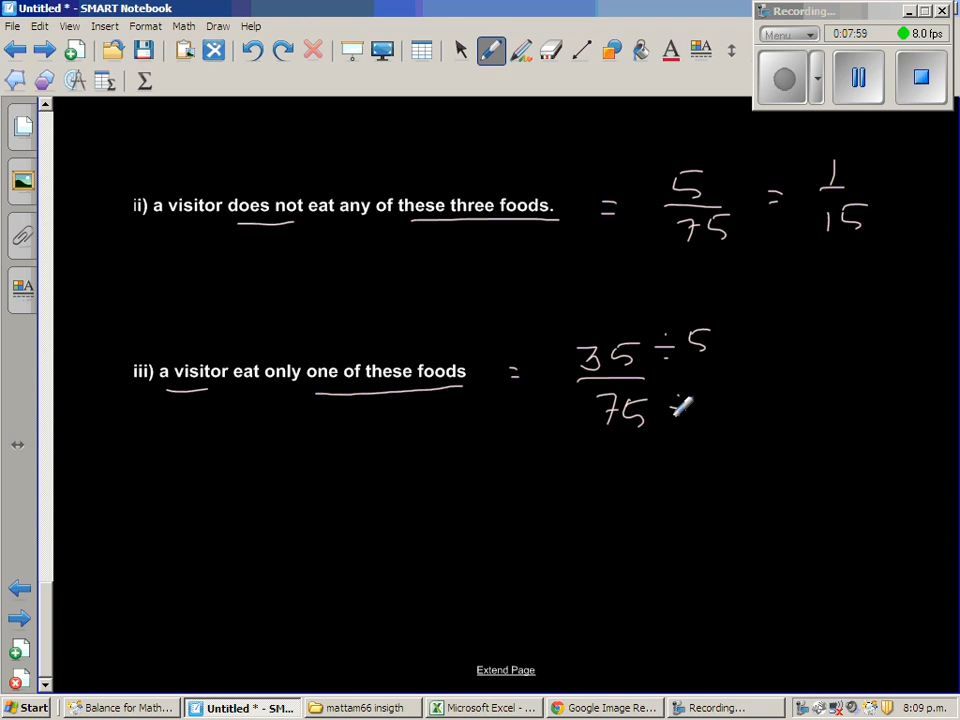 Untitled * - SMART Notebook
File Edit View Insert Format Table Math Draw Help
Recording...
Menu 0:07:59 8.0 fps
ii) a visitor does not eat any of these three foods. = 5/75 = 1/15
iii) a visitor eat only one of these foods = 35 ÷ 5
75 ÷
Extend Page
Start Balance for Math... Untitled * - SM... mattam66 insigth Microsoft Excel - ... Google Image Re... Recording... 8:09 p.m.